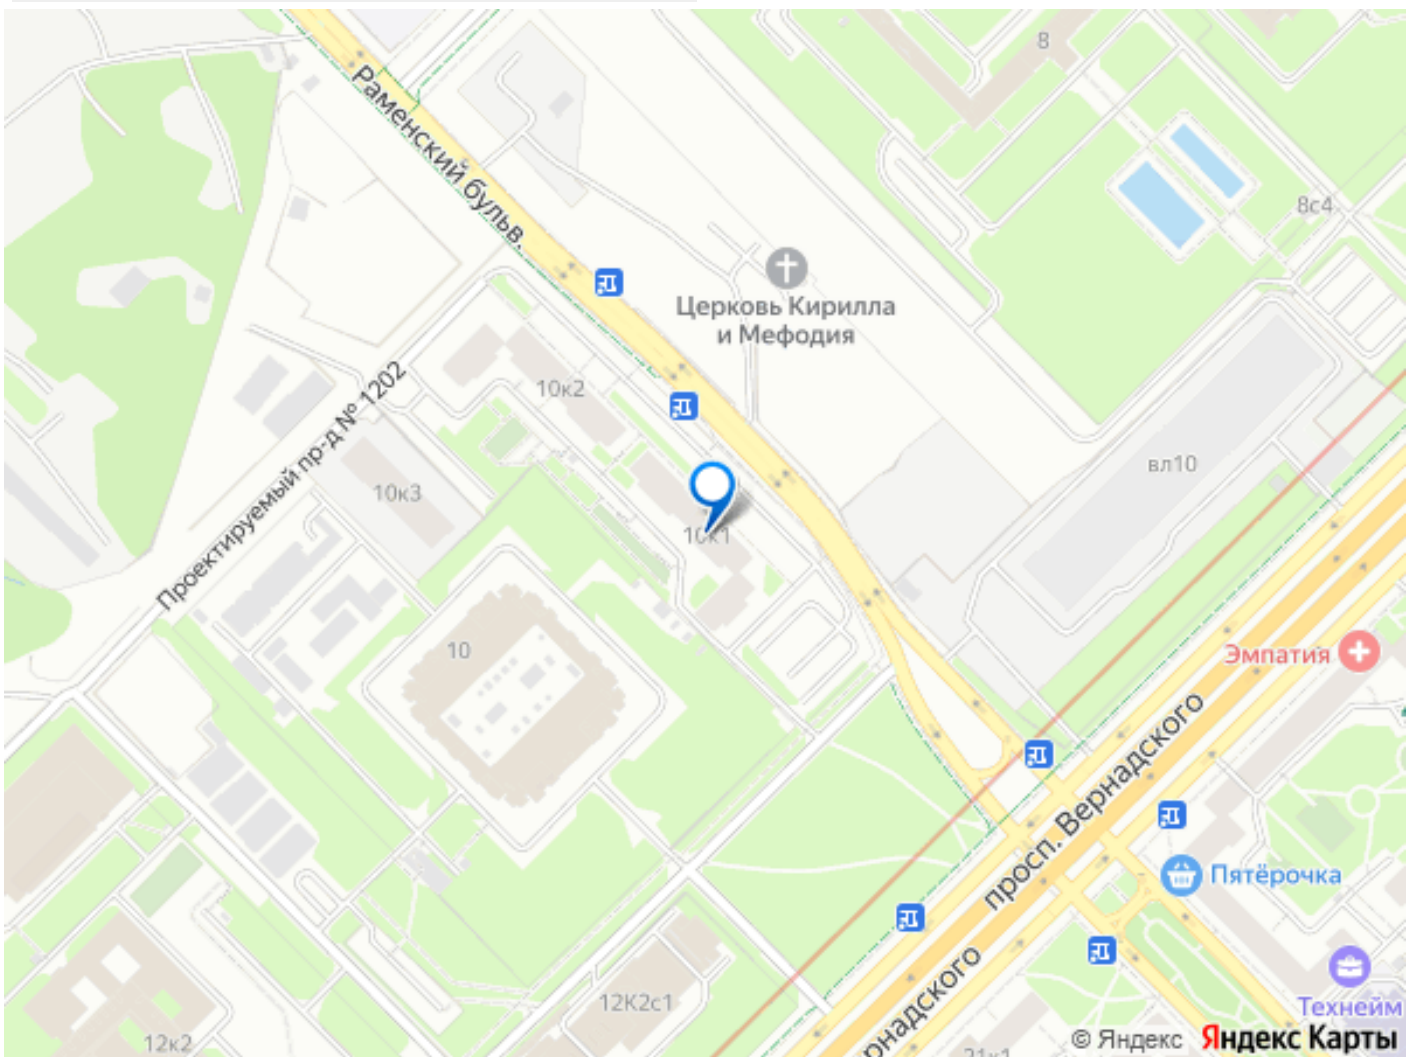 8
Раменский бульв.
8с4
Церковь Кирилла
и Мефодия
10к2
Проектируемый пр-д № 1202
вл10
10к3
10к1
10
Эмпатия
просп. Вернадского
Пятёрочка
12К2с1
Технейм
12к2
© Яндекс Яндекс Карты